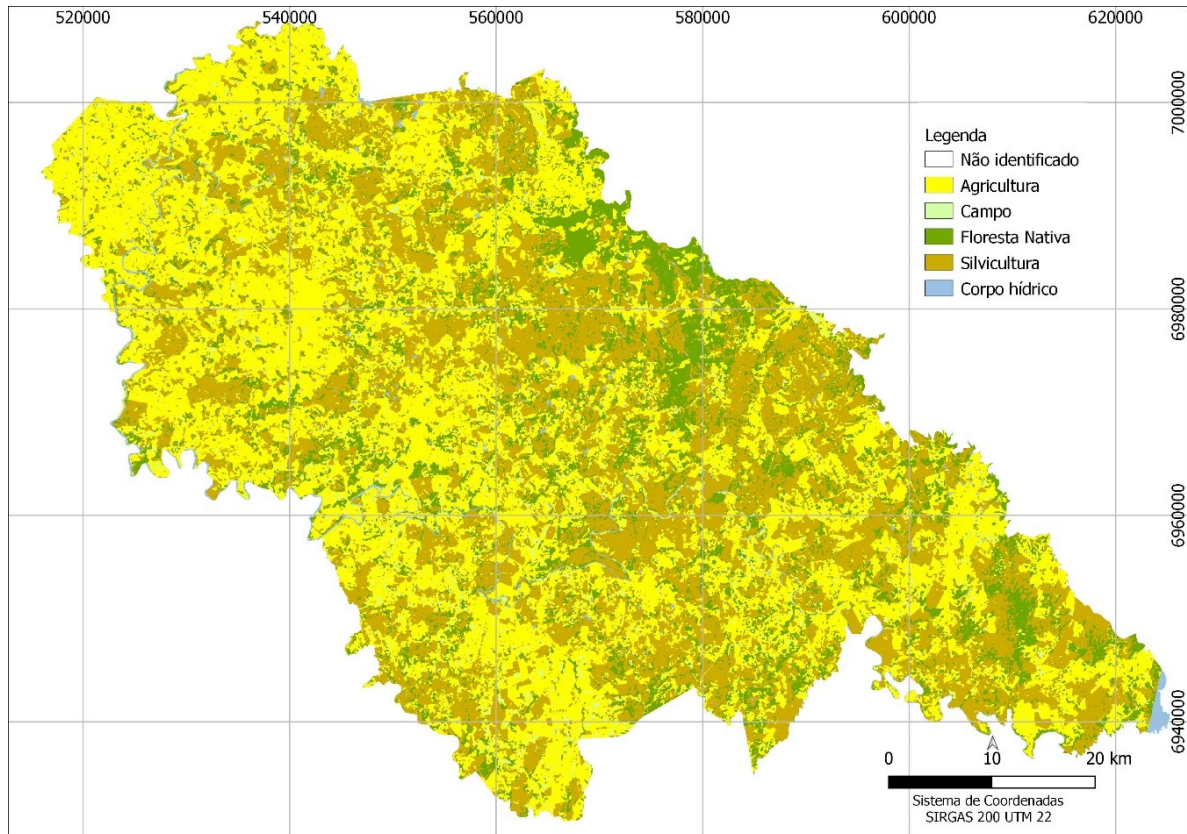 520000 540000 560000 580000 600000 620000
7000000
6980000
6960000
6940000
Legenda
Não identificado
Agricultura
Campo
Floresta Nativa
Silvicultura
Corpo hídrico
0 10 20 km
Sistema de Coordenadas
SIRGAS 200 UTM 22